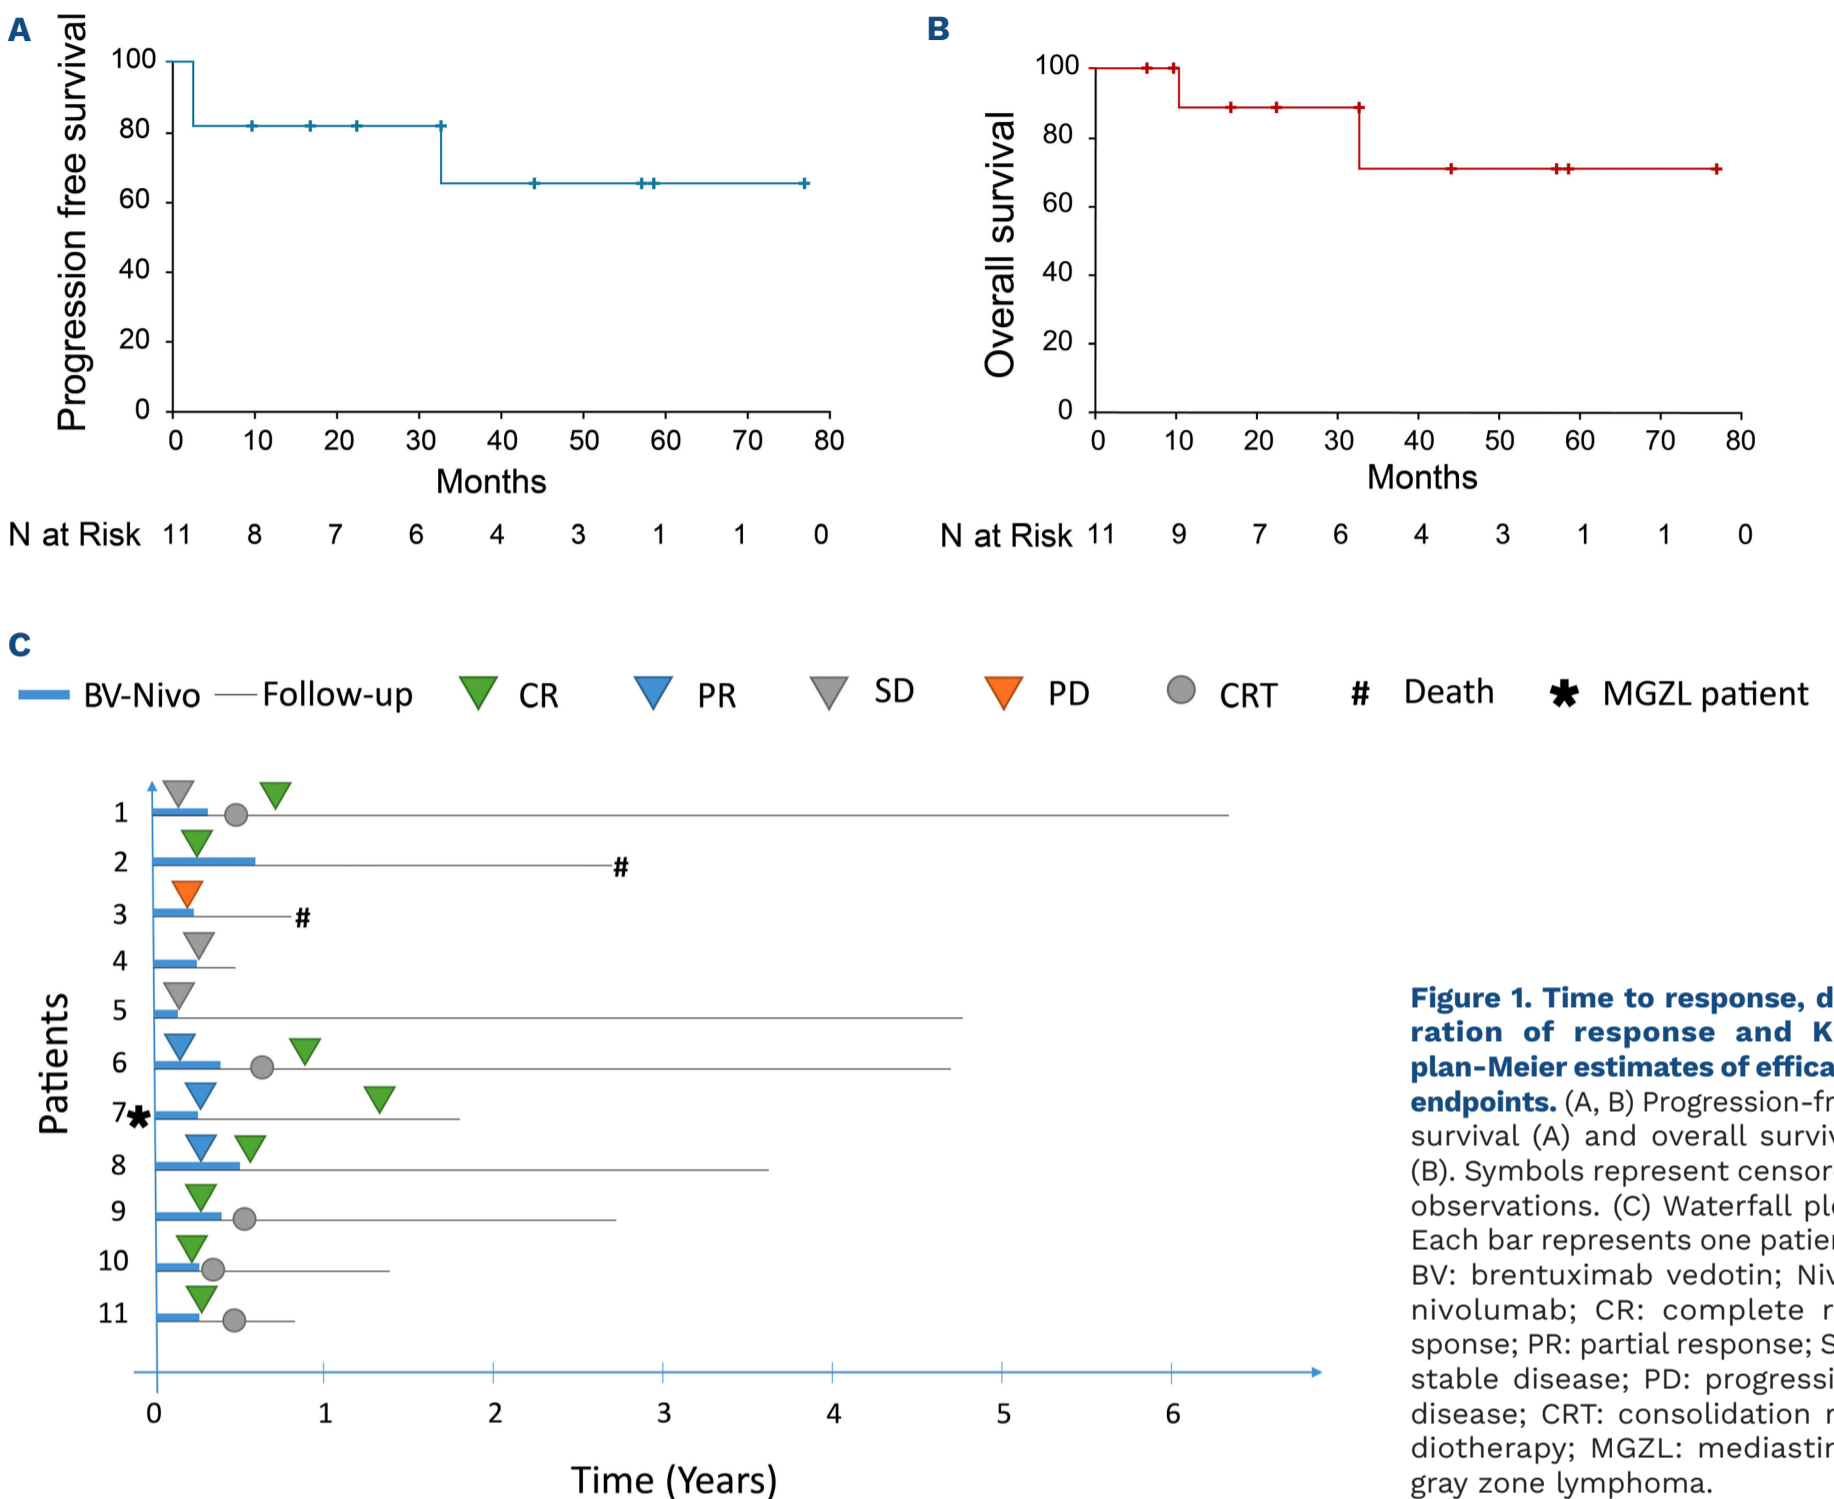 A
Progression free survival
100
80
60
40
20
0
0 10 20 30 40 50 60 70 80
Months
N at Risk 11 8 7 6 4 3 1 1 0
B
Overall survival
100
80
60
40
20
0
0 10 20 30 40 50 60 70 80
Months
N at Risk 11 9 7 6 4 3 1 1 0
C
BV-Nivo Follow-up CR PR SD PD CRT # Death * MGZL patient
Patients
1
2 #
3 #
4
5
6
7
*
8
9
10
11
0 1 2 3 4 5 6
Time (Years)
Figure 1. Time to response, d
ration of response and K
plan-Meier estimates of effica
endpoints. (A, B) Progression-fr
survival (A) and overall surviv
(B). Symbols represent censor
observations. (C) Waterfall pl
Each bar represents one patien
BV: brentuximab vedotin; Niv
nivolumab; CR: complete r
sponse; PR: partial response; S
stable disease; PD: progressi
disease; CRT: consolidation r
diotherapy; MGZL: mediastin
gray zone lymphoma.